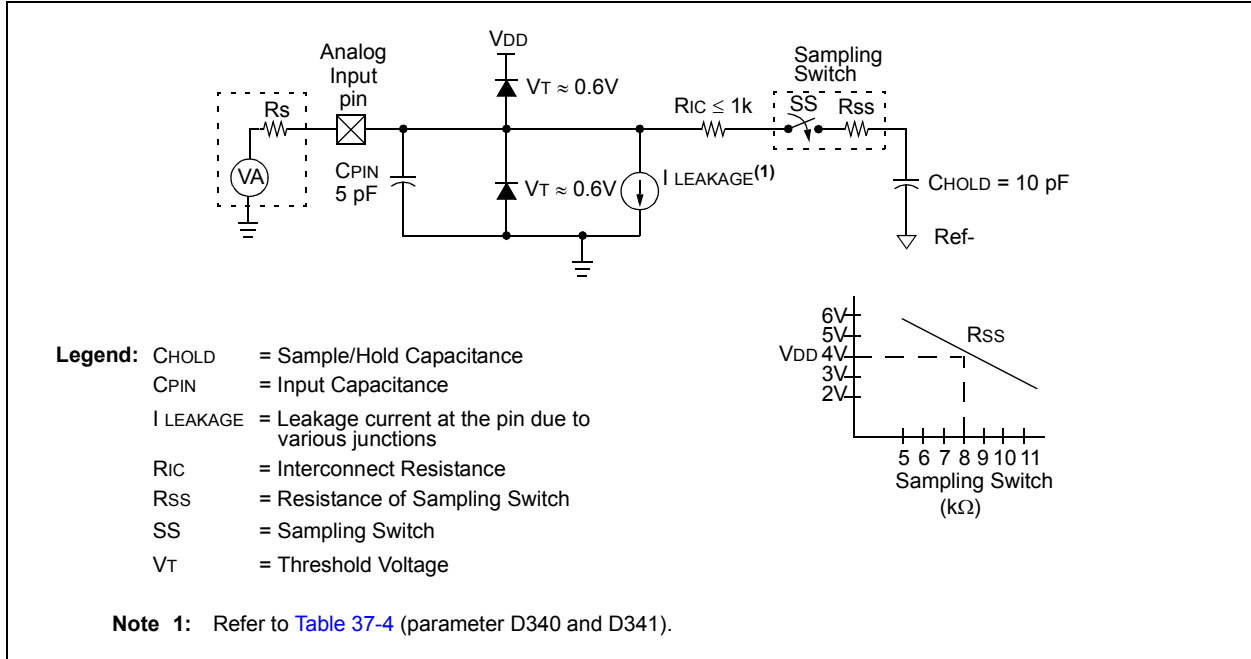 VDD
Analog
Input
pin
Sampling
Switch
VT ≈ 0.6V
Rs
RIC ≤ 1k
SS
Rss
VA
CPIN
5 pF
VT ≈ 0.6V
I LEAKAGE(1)
CHOLD = 10 pF
Ref-
6V
5V
VDD 4V
3V
2V
RSS
5 6 7 8 9 10 11
Sampling Switch
(kΩ)
Legend: CHOLD = Sample/Hold Capacitance
CPIN = Input Capacitance
I LEAKAGE = Leakage current at the pin due to
various junctions
RIC = Interconnect Resistance
RSS = Resistance of Sampling Switch
SS = Sampling Switch
VT = Threshold Voltage
Note 1: Refer to Table 37-4 (parameter D340 and D341).